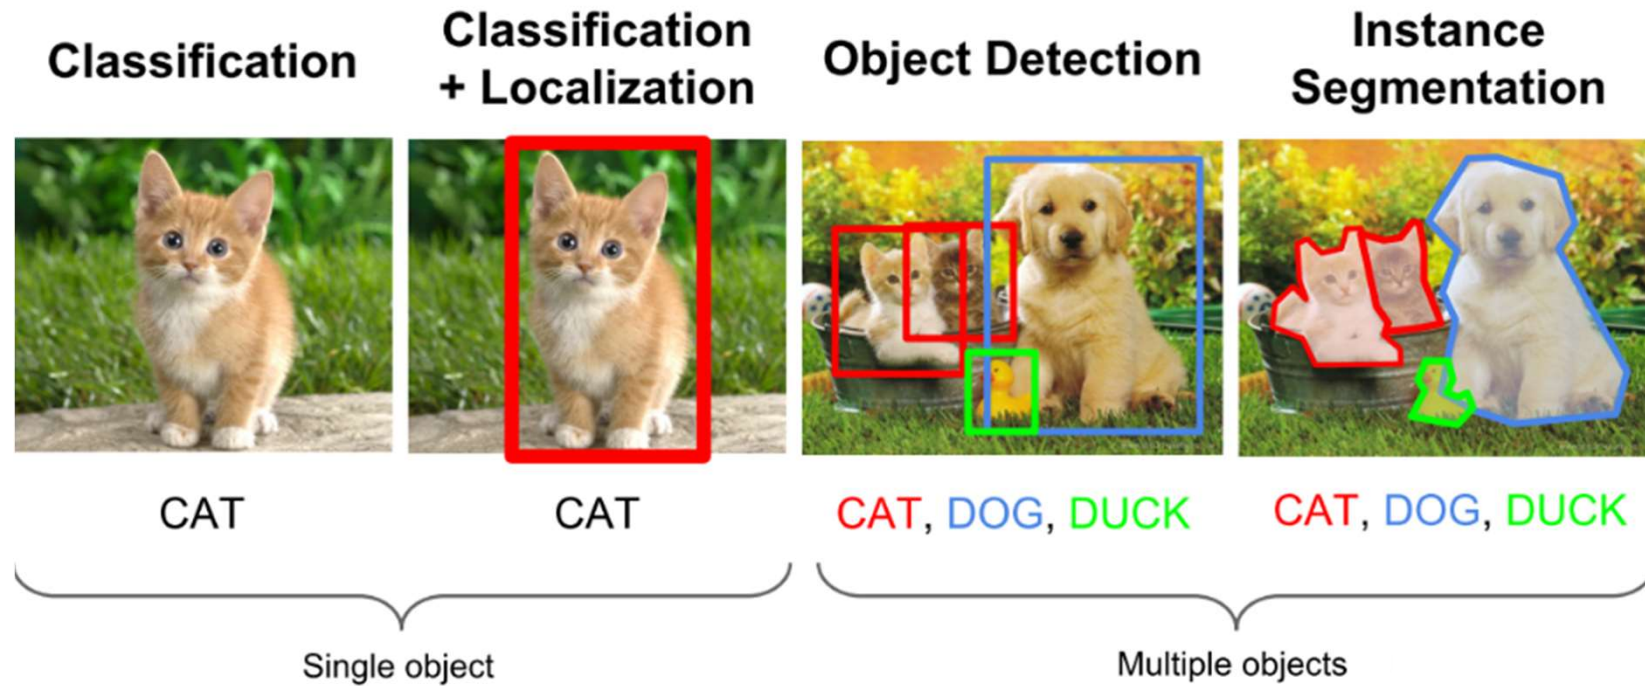 Classification
Classification
+ Localization
Object Detection
Instance
Segmentation
CAT
CAT
CAT, DOG, DUCK
CAT, DOG, DUCK
Single object
Multiple objects